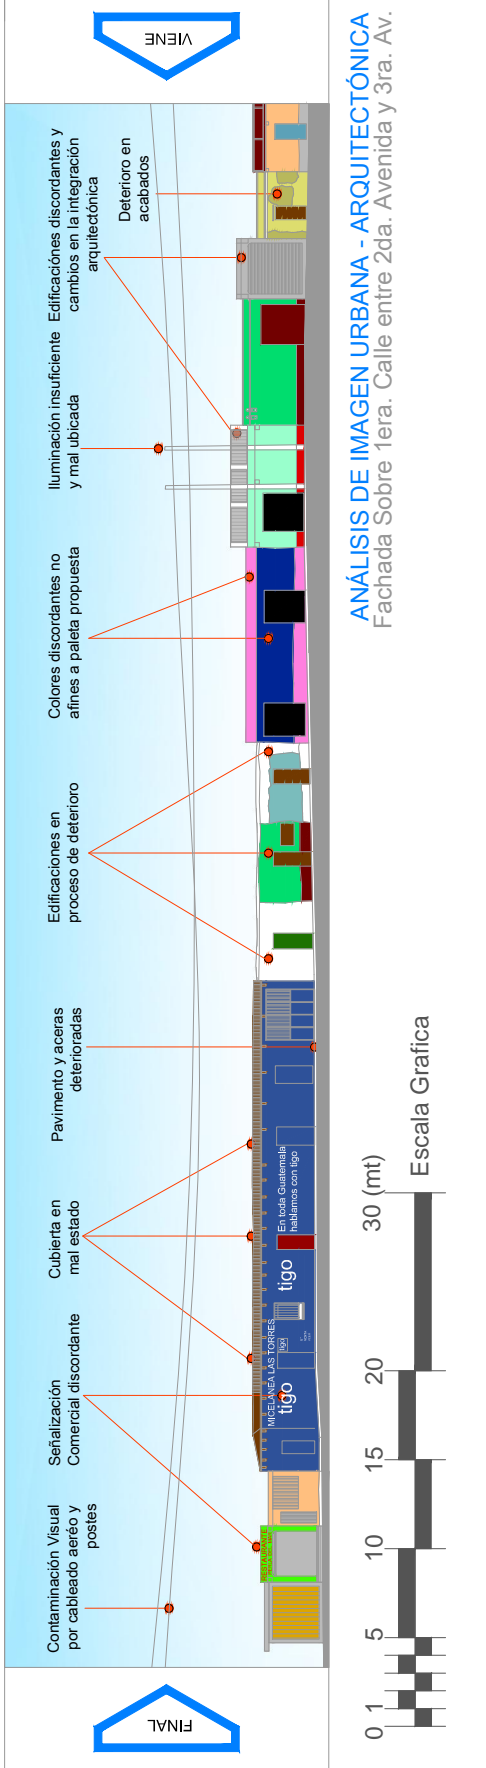 FINAL
VIENE
Contaminación Visual
por cableado aeréo y
postes
Señalización
Comercial discordante
Cubierta en
mal estado
Pavimento y aceras
deterioradas
Edificaciones en
proceso de deterioro
Colores discordantes no
afines a paleta propuesta
Iluminación insuficiente
y mal ubicada
Edificaciónes discordantes y
cambios en la integración
arquitectónica
Deterioro en
acabados
RESTAURANTE
MICELANEA LAS TORRES
tigo
tigo
tigo
En toda Guatemala
hablamos con tigo
ANÁLISIS DE IMAGEN URBANA - ARQUITECTÓNICA
Fachada Sobre 1era. Calle entre 2da. Avenida y 3ra. Av.
0 1 5 10 15 20 30 (mt)
Escala Grafica